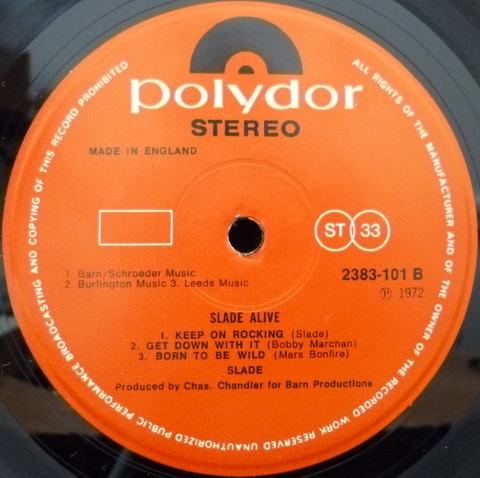 polydor
STEREO
MADE IN ENGLAND
ST 33
1. Barn/Schroeder Music
2. Burlington Music 3. Leeds Music
2383-101 B
Ⓟ 1972
SLADE ALIVE
1. KEEP ON ROCKING (Slade)
2. GET DOWN WITH IT (Bobby Marchan)
3. BORN TO BE WILD (Mars Bonfire)
SLADE
Produced by Chas. Chandler for Barn Productions
ALL RIGHTS OF THE MANUFACTURER AND OF THE OWNER OF THE RECORDED WORK RESERVED UNAUTHORIZED PUBLIC PERFORMANCE BROADCASTING AND COPYING OF THIS RECORD PROHIBITED